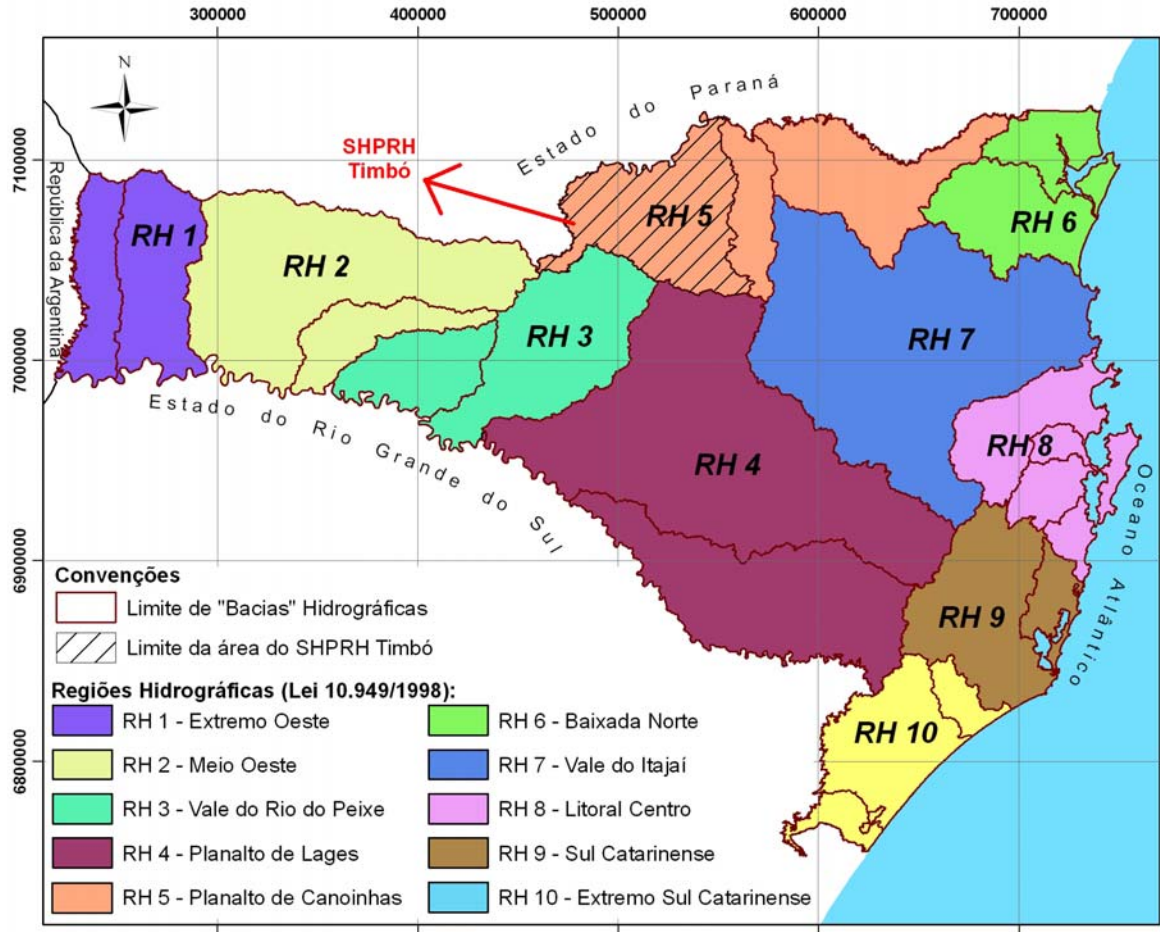 300000 400000 500000 600000 700000
N
Estado do Paraná
SHPRH
Timbó
7100000
7000000
6900000
6800000
República da Argentina
RH 1
RH 2
RH 3
RH 4
RH 5
RH 6
RH 7
RH 8
RH 9
RH 10
Estado do Rio Grande do Sul
Oceano Atlântico
Convenções
Limite de "Bacias" Hidrográficas
Limite da área do SHPRH Timbó
Regiões Hidrográficas (Lei 10.949/1998):
RH 1 - Extremo Oeste
RH 2 - Meio Oeste
RH 3 - Vale do Rio do Peixe
RH 4 - Planalto de Lages
RH 5 - Planalto de Canoinhas
RH 6 - Baixada Norte
RH 7 - Vale do Itajaí
RH 8 - Litoral Centro
RH 9 - Sul Catarinense
RH 10 - Extremo Sul Catarinense